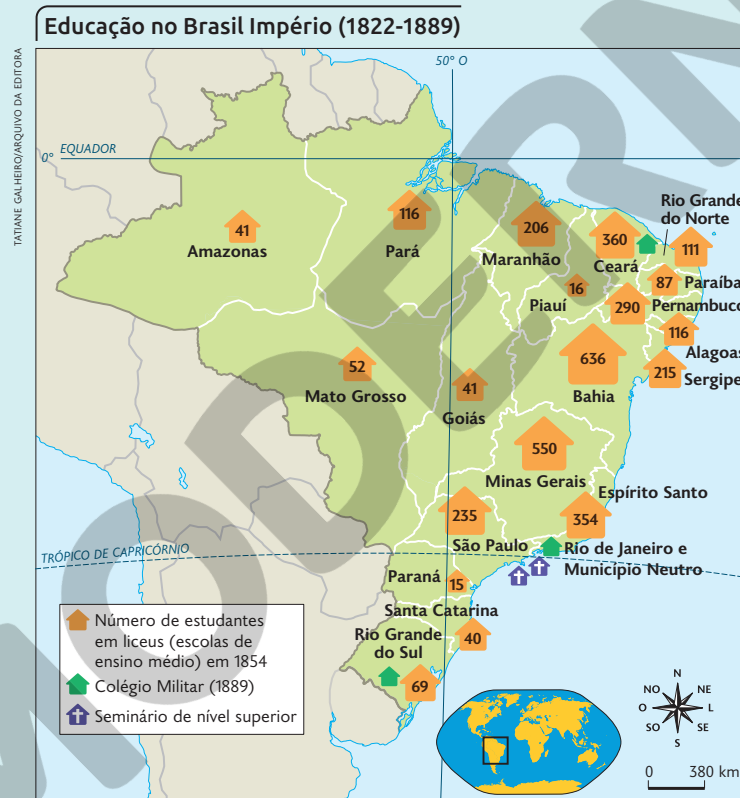 Educação no Brasil Império (1822-1889)
TATIANE GALHEIRO/ARQUIVO DA EDITORA
50° O
0°
EQUADOR
41
Amazonas
116
Pará
206
Maranhão
360
Ceará
Rio Grande
do Norte
111
16
Piauí
87
Paraíba
290
Pernambuco
116
Alagoas
215
Sergipe
636
Bahia
52
Mato Grosso
41
Goiás
550
Minas Gerais
Espírito Santo
354
235
São Paulo
Rio de Janeiro e
Município Neutro
TRÓPICO DE CAPRICÓRNIO
Paraná
15
Santa Catarina
40
Rio Grande
do Sul
69
Número de estudantes
em liceus (escolas de
ensino médio) em 1854
Colégio Militar (1889)
Seminário de nível superior
N
NO
NE
O
L
SO
SE
S
0
380 km
MODERN